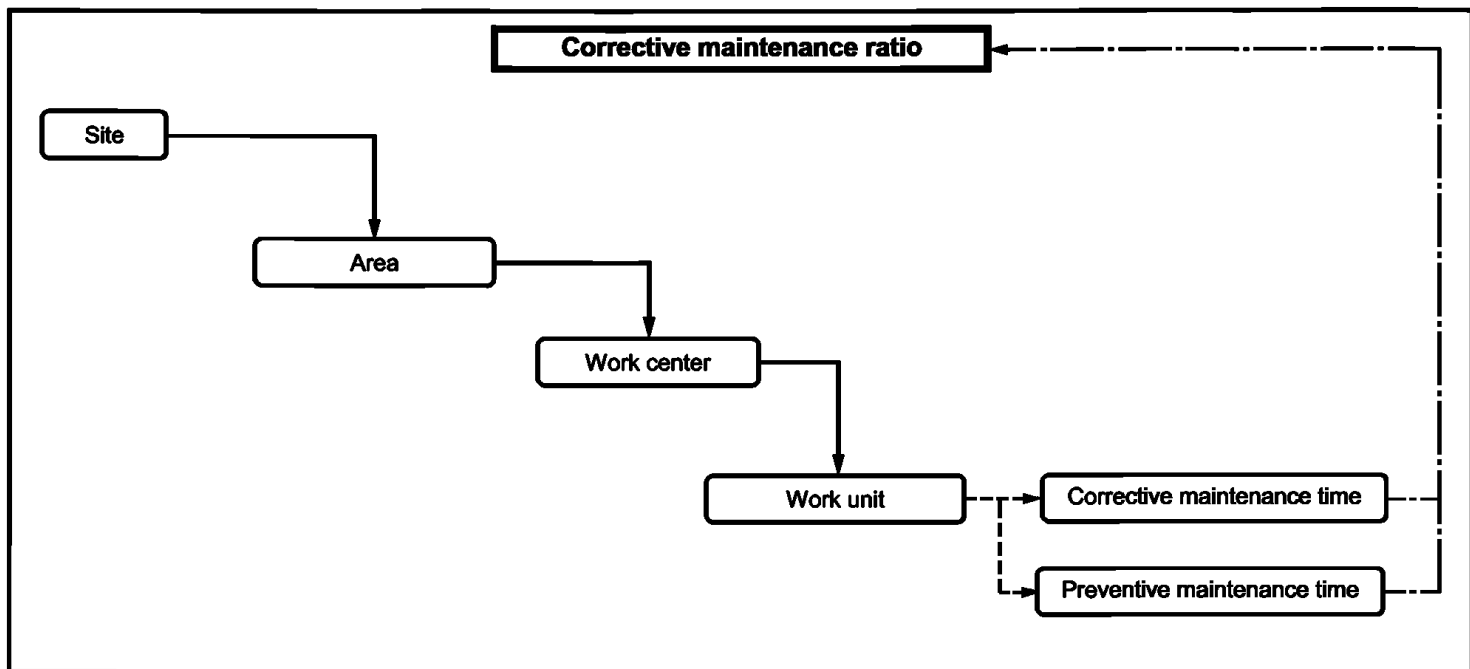 Corrective maintenance ratio
Site
Area
Work center
Work unit
Corrective maintenance time
Preventive maintenance time